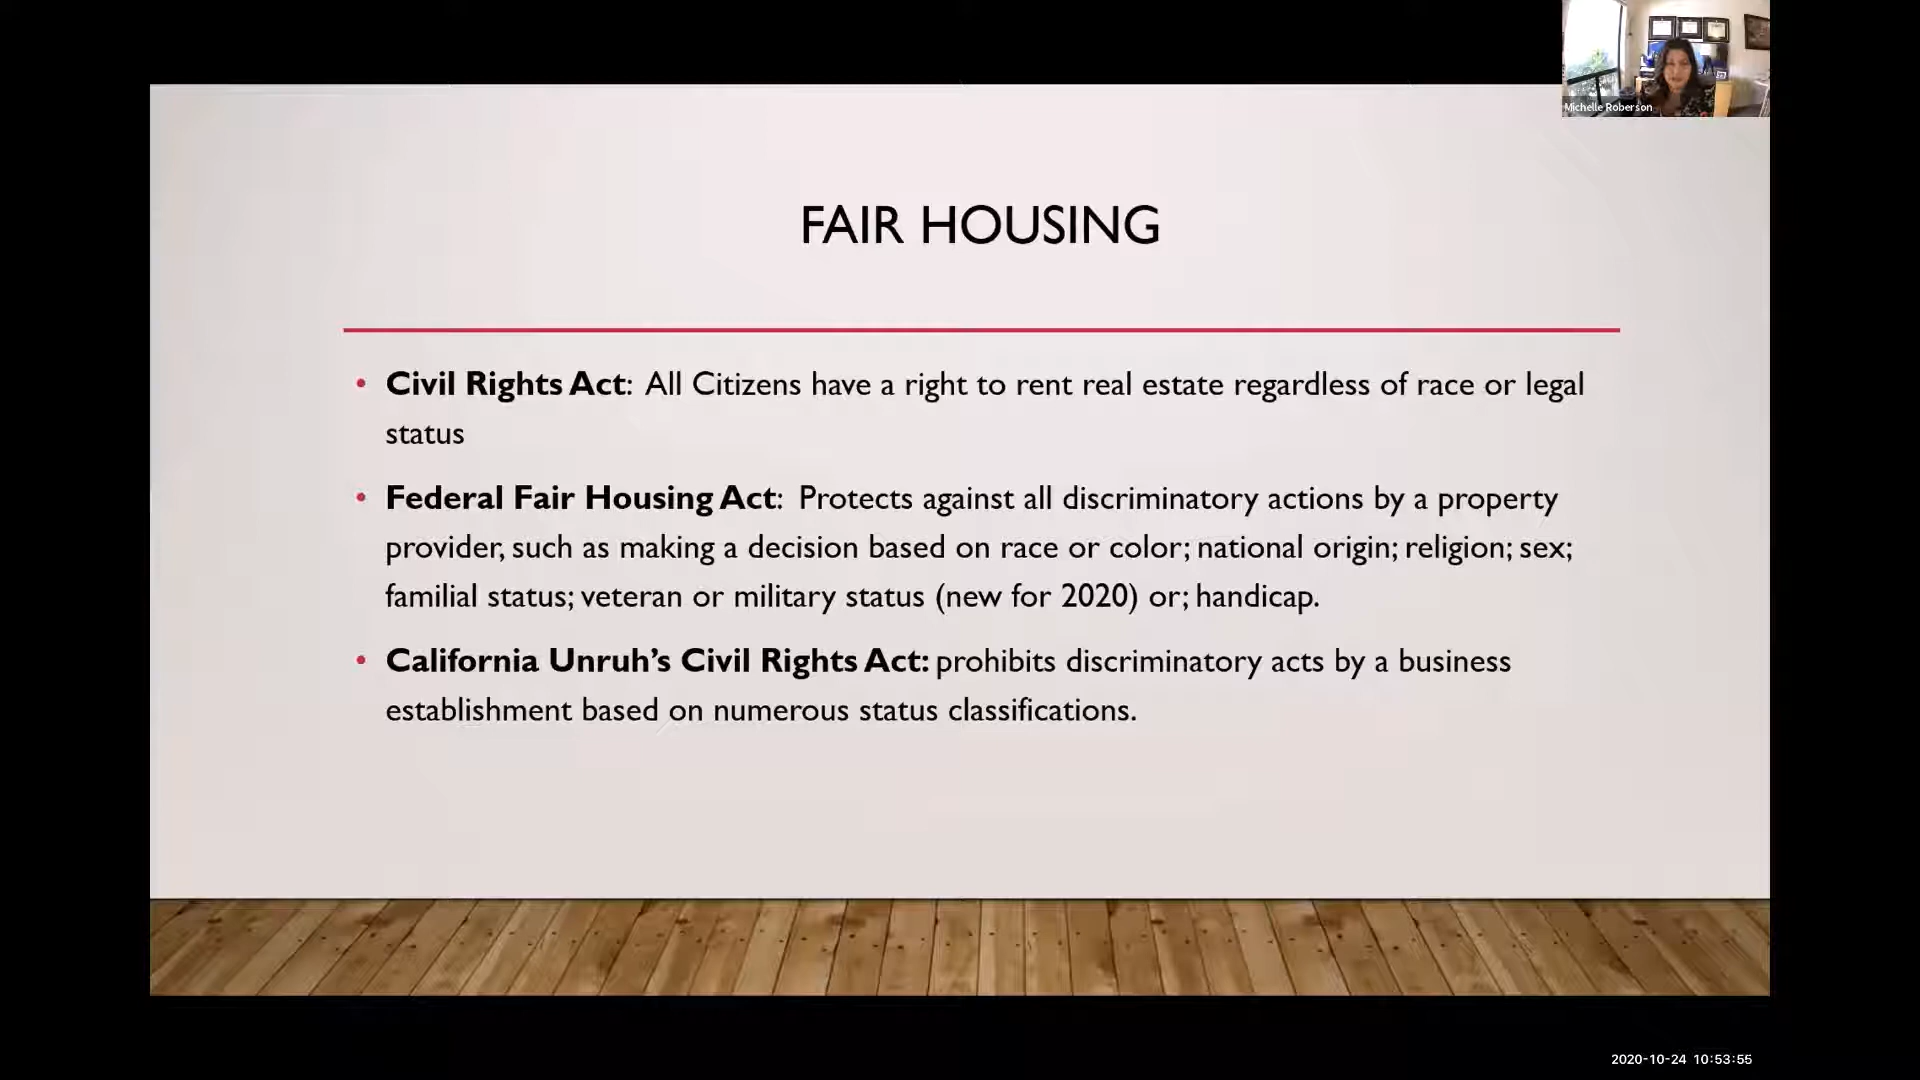 Michelle Roberson
FAIR HOUSING
• Civil Rights Act: All Citizens have a right to rent real estate regardless of race or legal
status
• Federal Fair Housing Act: Protects against all discriminatory actions by a property
provider, such as making a decision based on race or color; national origin; religion; sex;
familial status; veteran or military status (new for 2020) or; handicap.
• California Unruh’s Civil Rights Act: prohibits discriminatory acts by a business
establishment based on numerous status classifications.
2020-10-24 10:53:55